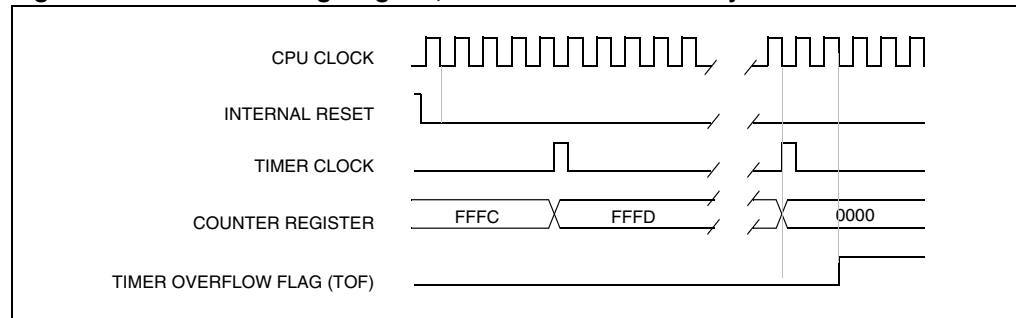 CPU CLOCK
INTERNAL RESET
TIMER CLOCK
COUNTER REGISTER FFFC FFFD 0000
TIMER OVERFLOW FLAG (TOF)